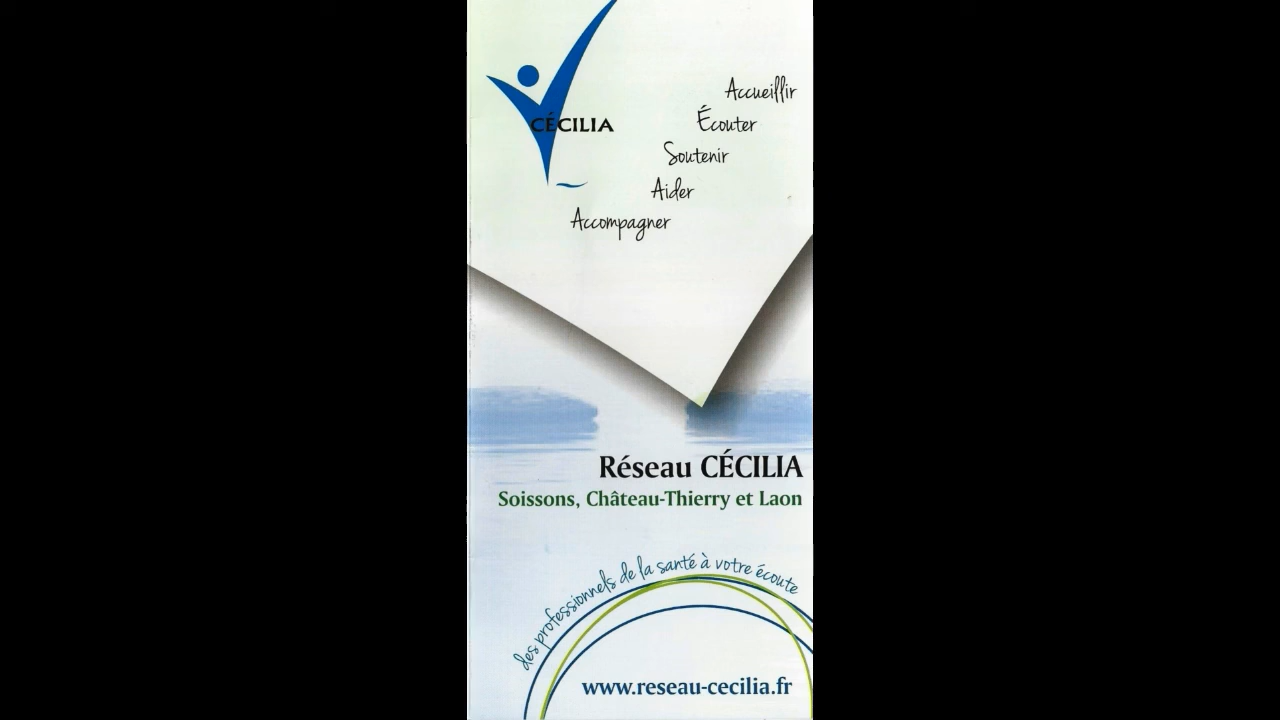 CÉCILIA
Accueillir
Écouter
Soutenir
Aider
Accompagner
Réseau CÉCILIA
Soissons, Château-Thierry et Laon
des professionnels de la santé à votre écoute
www.reseau-cecilia.fr